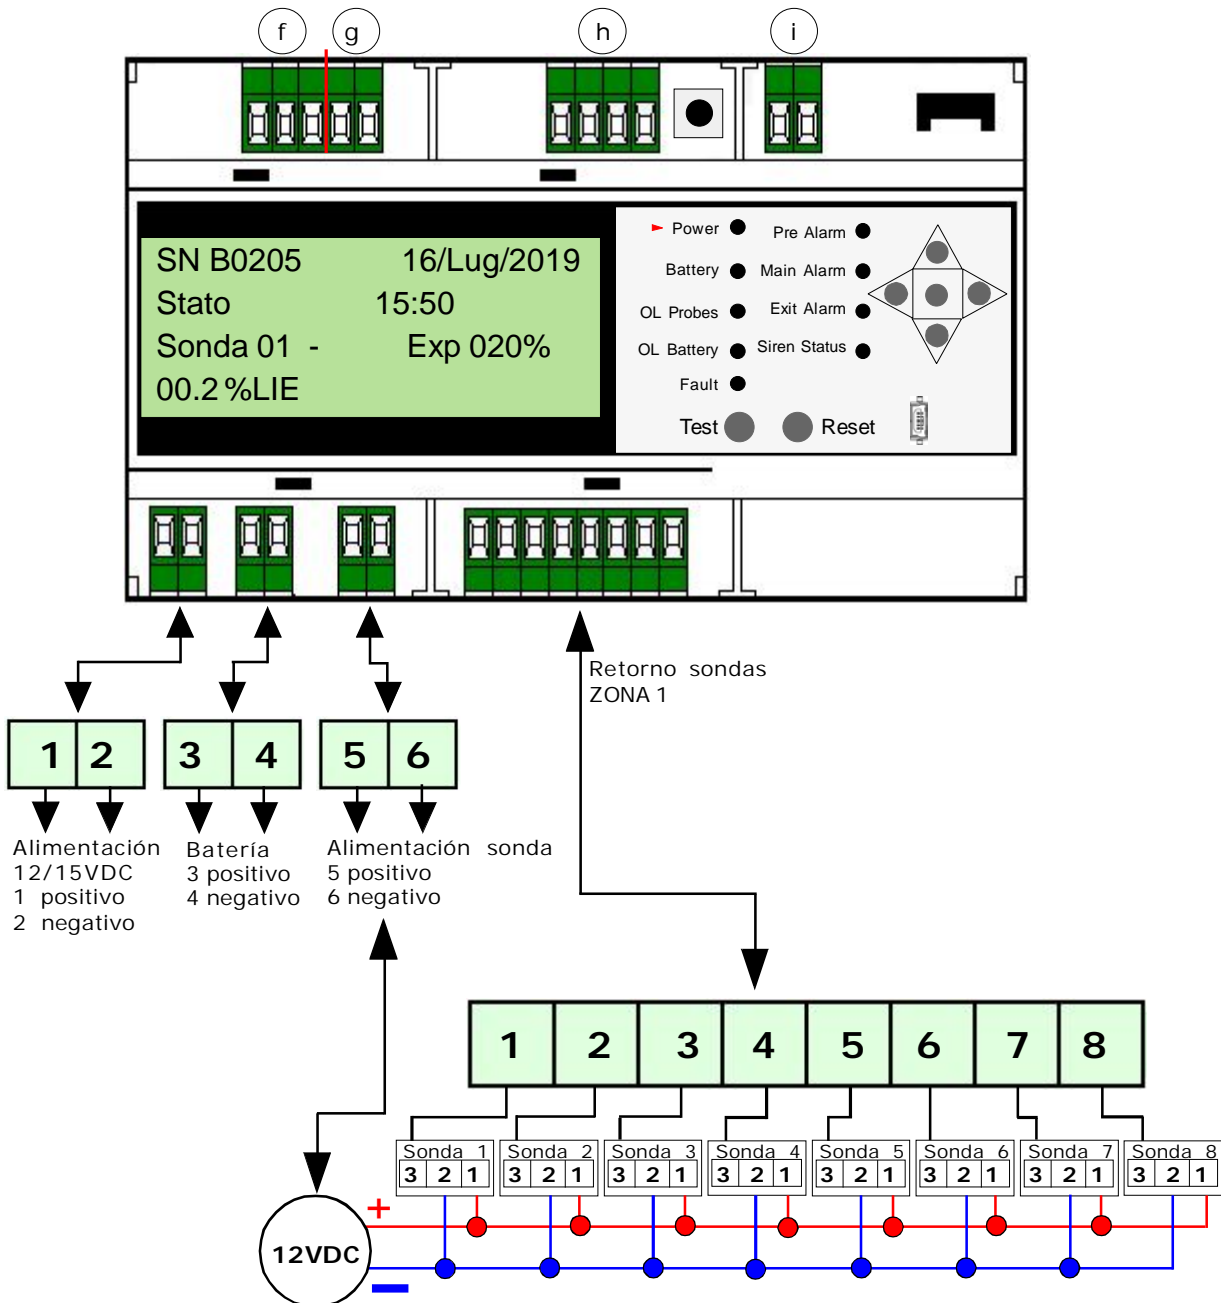 f g h i
SN B0205 16/Lug/2019
Stato 15:50
Sonda 01 - Exp 020%
00.2 %LIE
Power Pre Alarm
Battery Main Alarm
OL Probes Exit Alarm
OL Battery Siren Status
Fault
Test Reset
Retorno sondas
ZONA 1
1 2 3 4 5 6
Alimentación
12/15VDC
1 positivo
2 negativo
Batería
3 positivo
4 negativo
Alimentación sonda
5 positivo
6 negativo
1 2 3 4 5 6 7 8
Sonda 1 Sonda 2 Sonda 3 Sonda 4 Sonda 5 Sonda 6 Sonda 7 Sonda 8
3 2 1 3 2 1 3 2 1 3 2 1 3 2 1 3 2 1 3 2 1 3 2 1
+
12VDC
-